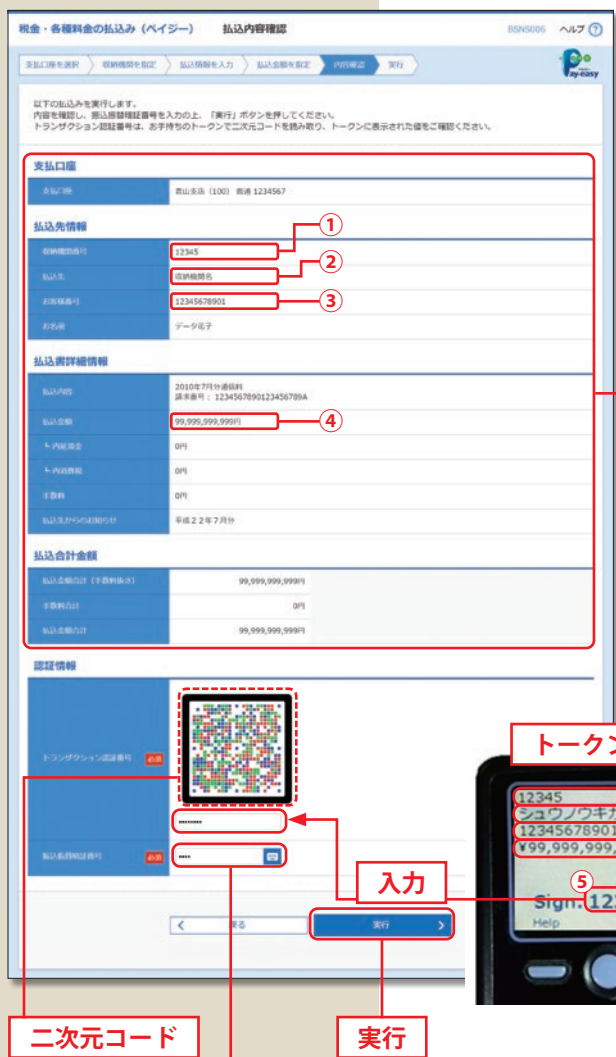 税金・各種料金の払込み（ペイジー） 払込内容確認
BSNS006 ヘルプ ?
支払口座を選択 収納機関を指定 払込情報を入力 払込金額を指定 内容確認 実行
Pay-easy
以下の払込みを実行します。
内容を確認し、振込振替暗証番号を入力の上、「実行」ボタンを押してください。
トランザクション認証番号は、お手持ちのトークンで二次元コードを読み取り、トークンに表示された値をご確認ください。
支払口座
支払口座 青山支店（100） 普通 1234567
払込先情報
収納機関番号 12345 ①
払込先 収納機関名 ②
お客様番号 12345678901 ③
お名前 データ花子
払込書詳細情報
払込内容 2010年7月分通信料
請求番号： 1234567890123456789A
払込金額 99,999,999,999円 ④
└ 内延滞金 0円
└ 内消費税 0円
手数料 0円
払込先からのお知らせ 平成２２年７月分
払込合計金額
払込金額合計（手数料抜き） 99,999,999,999円
手数料合計 0円
払込金額合計 99,999,999,999円
認証情報
トランザクション認証番号 必須
振込振替暗証番号 必須
トークン
12345
シュウノウキカ
12345678901
¥99,999,999,
⑤
Sign:12
Help
入力
戻る
実行
二次元コード
実行